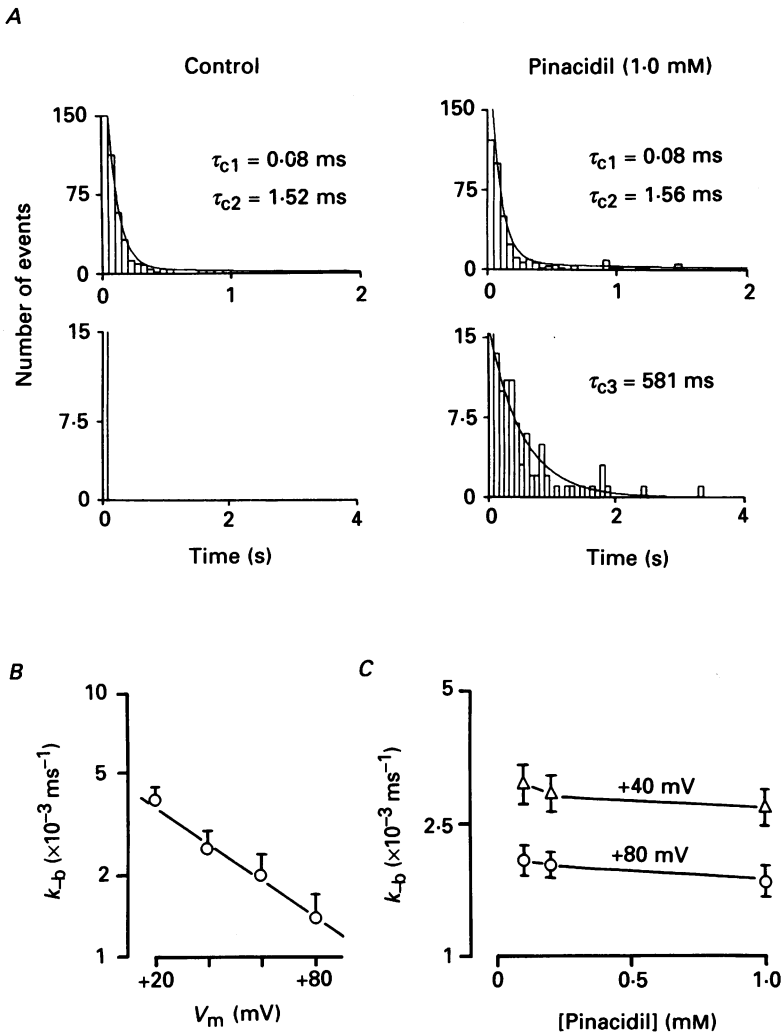 A
Control
Pinacidil (1·0 mM)
Number of events
150
75
0
τc1 = 0·08 ms
τc2 = 1·52 ms
0 1 2
150
75
0
τc1 = 0·08 ms
τc2 = 1·56 ms
0 1 2
15
7·5
0
0 2 4
Time (s)
15
7·5
0
τc3 = 581 ms
0 2 4
Time (s)
B
k–b (×10–3 ms–1)
10
5
2
1
+20 +80
Vm (mV)
C
k–b (×10–3 ms–1)
5
2·5
1
+40 mV
+80 mV
0 0·5 1·0
[Pinacidil] (mM)